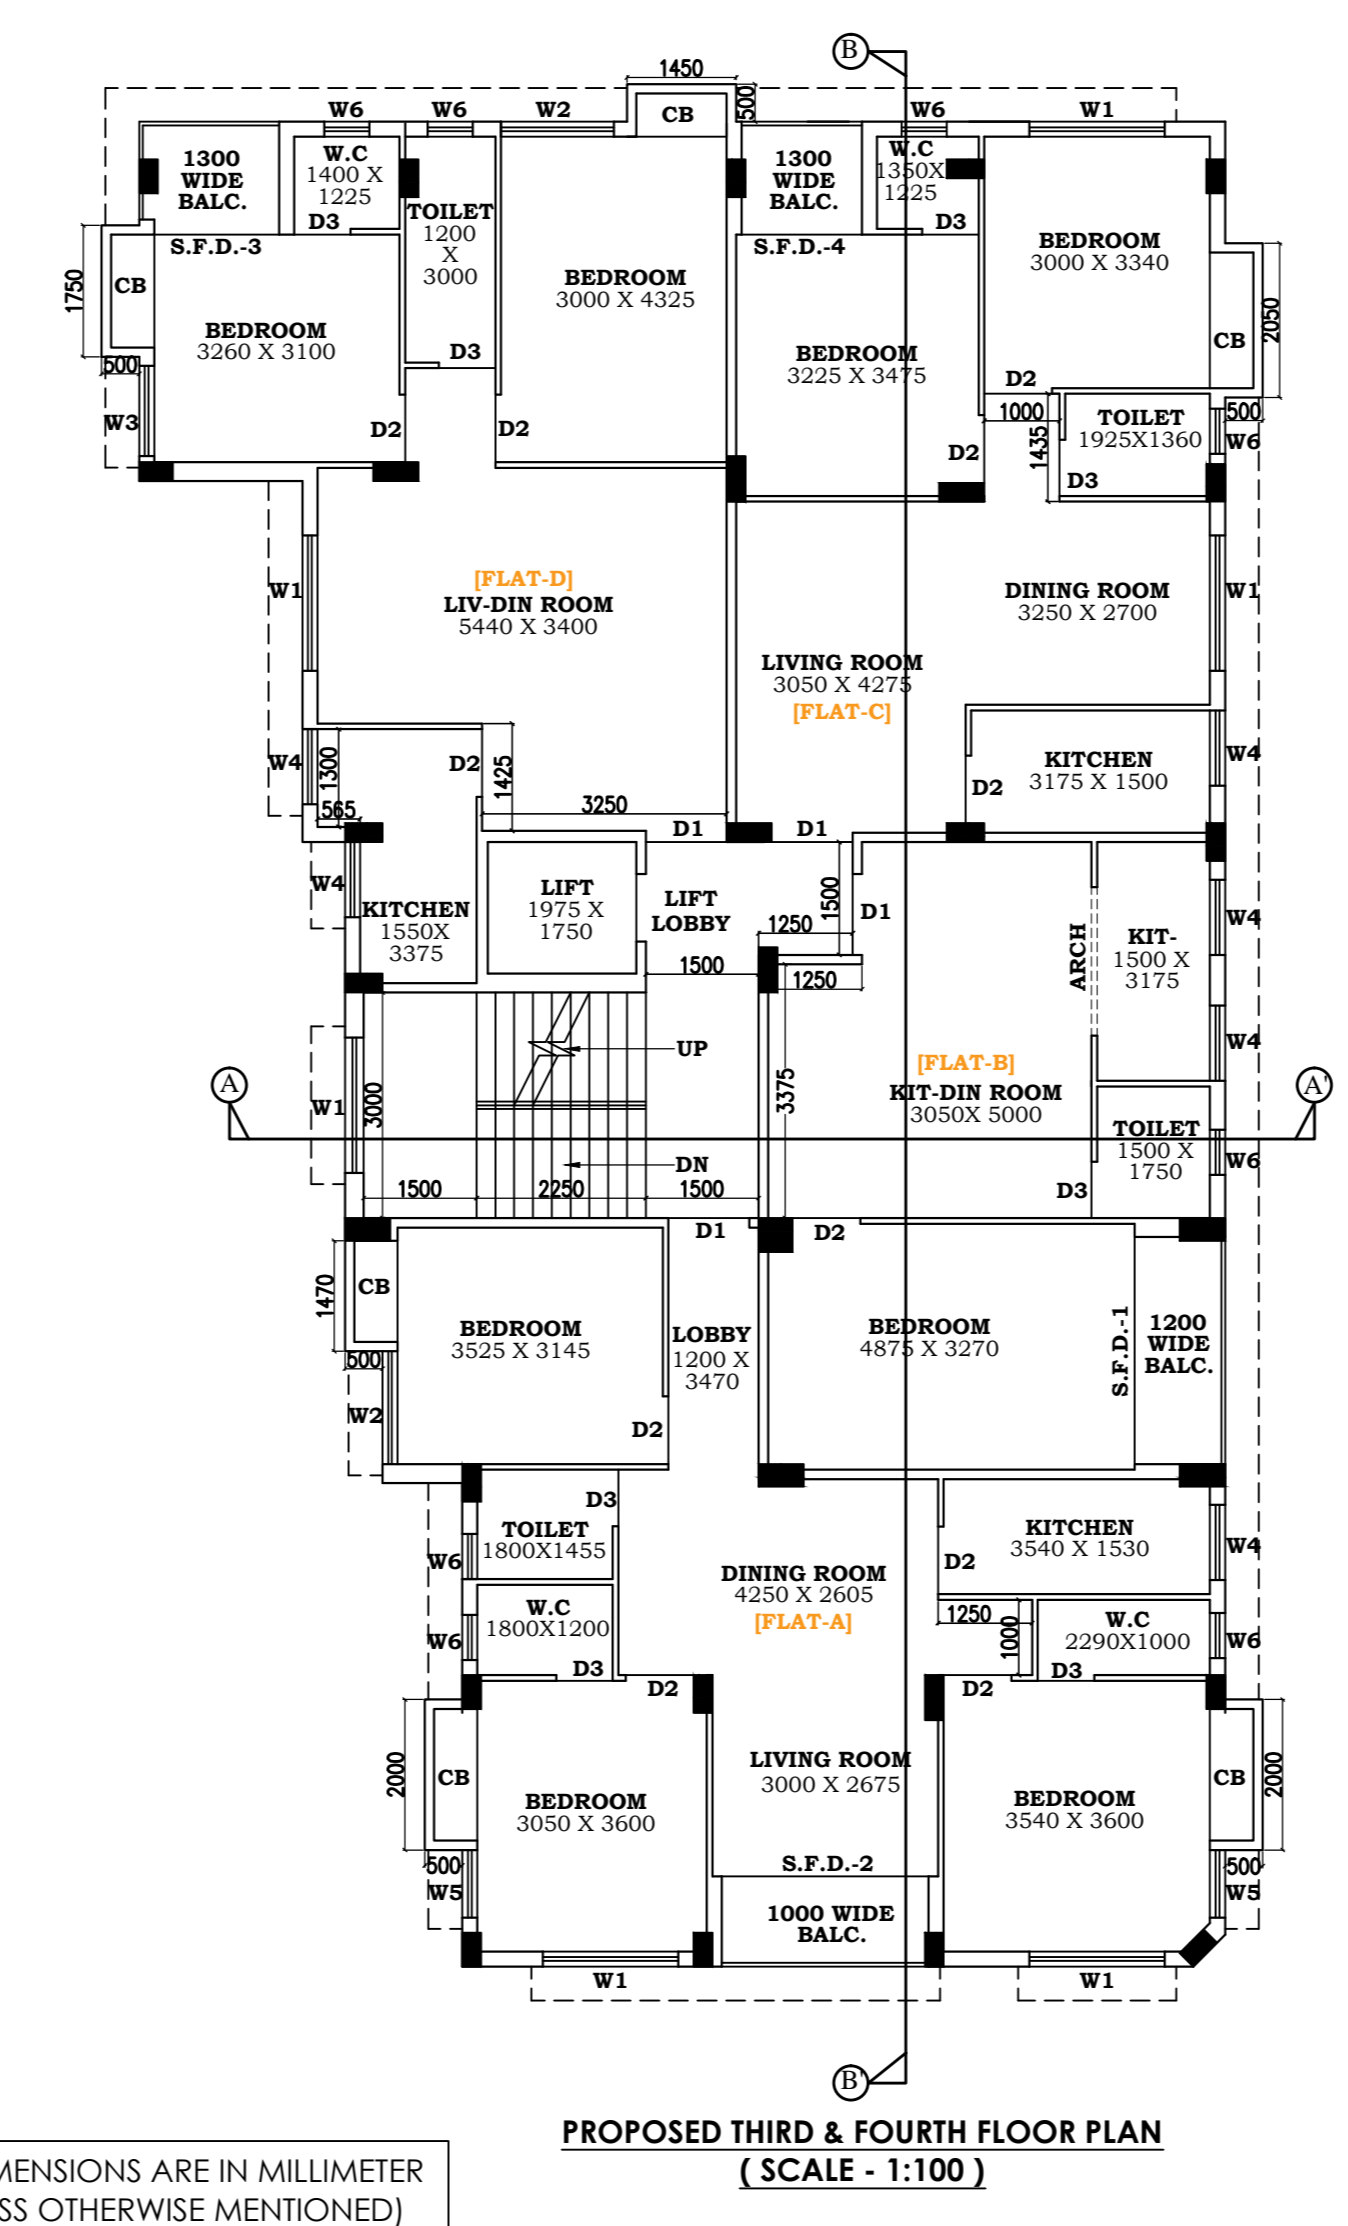 B
1450
500
W6
W6
W2
CB
W6
W1
1300
WIDE
BALC.
W.C
1400 X
1225
D3
TOILET
1200
X
3000
D3
1300
WIDE
BALC.
W.C
1350X
1225
D3
S.F.D.-3
S.F.D.-4
BEDROOM
3000 X 3340
BEDROOM
3000 X 4325
1750
CB
500
BEDROOM
3260 X 3100
BEDROOM
3225 X 3475
CB
2050
D2
W3
D2
D2
D2
1000
1435
TOILET
1925X1360
D3
500
W6
W1
[FLAT-D]
LIV-DIN ROOM
5440 X 3400
DINING ROOM
3250 X 2700
W1
LIVING ROOM
3050 X 4275
[FLAT-C]
W4
1300
565
D2
1425
3250
D1
D1
KITCHEN
3175 X 1500
D2
W4
W4
KITCHEN
1550X
3375
LIFT
1975 X
1750
LIFT
LOBBY
1500
1250
1500
D1
1250
ARCH
KIT-
1500 X
3175
W4
W4
UP
[FLAT-B]
KIT-DIN ROOM
3050X 5000
A
A'
W1
3000
3375
TOILET
1500 X
1750
W6
DN
D3
1500
2250
1500
D1
D2
1470
CB
500
BEDROOM
3525 X 3145
LOBBY
1200 X
3470
BEDROOM
4875 X 3270
S.F.D.-1
1200
WIDE
BALC.
W2
D2
D3
TOILET
1800X1455
W6
KITCHEN
3540 X 1530
W4
D2
DINING ROOM
4250 X 2605
[FLAT-A]
W.C
1800X1200
W6
D3
D2
1250
1000
W.C
2290X1000
W6
D3
D2
2000
CB
500
W5
BEDROOM
3050 X 3600
LIVING ROOM
3000 X 2675
BEDROOM
3540 X 3600
CB
2000
500
W5
S.F.D.-2
1000 WIDE
BALC.
W1
W1
B'
PROPOSED THIRD & FOURTH FLOOR PLAN
( SCALE - 1:100 )
MENSIONS ARE IN MILLIMETER
SS OTHERWISE MENTIONED)